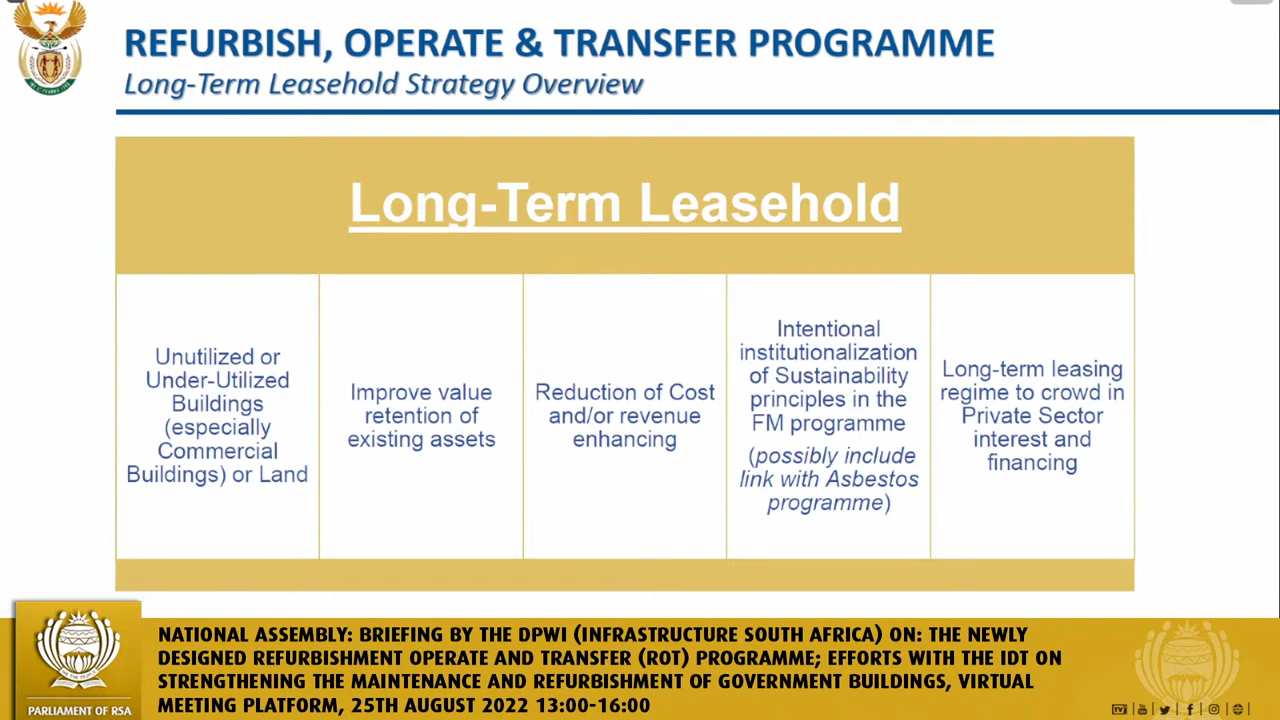 REFURBISH, OPERATE & TRANSFER PROGRAMME
Long-Term Leasehold Strategy Overview
Long-Term Leasehold
Unutilized or
Under-Utilized
Buildings
(especially
Commercial
Buildings) or Land
Improve value
retention of
existing assets
Reduction of Cost
and/or revenue
enhancing
Intentional
institutionalization
of Sustainability
principles in the
FM programme
(possibly include
link with Asbestos
programme)
Long-term leasing
regime to crowd in
Private Sector
interest and
financing
NATIONAL ASSEMBLY: BRIEFING BY THE DPWI (INFRASTRUCTURE SOUTH AFRICA) ON: THE NEWLY
DESIGNED REFURBISHMENT OPERATE AND TRANSFER (ROT) PROGRAMME; EFFORTS WITH THE IDT ON
STRENGTHENING THE MAINTENANCE AND REFURBISHMENT OF GOVERNMENT BUILDINGS, VIRTUAL
MEETING PLATFORM, 25TH AUGUST 2022 13:00-16:00
PARLIAMENT OF RSA